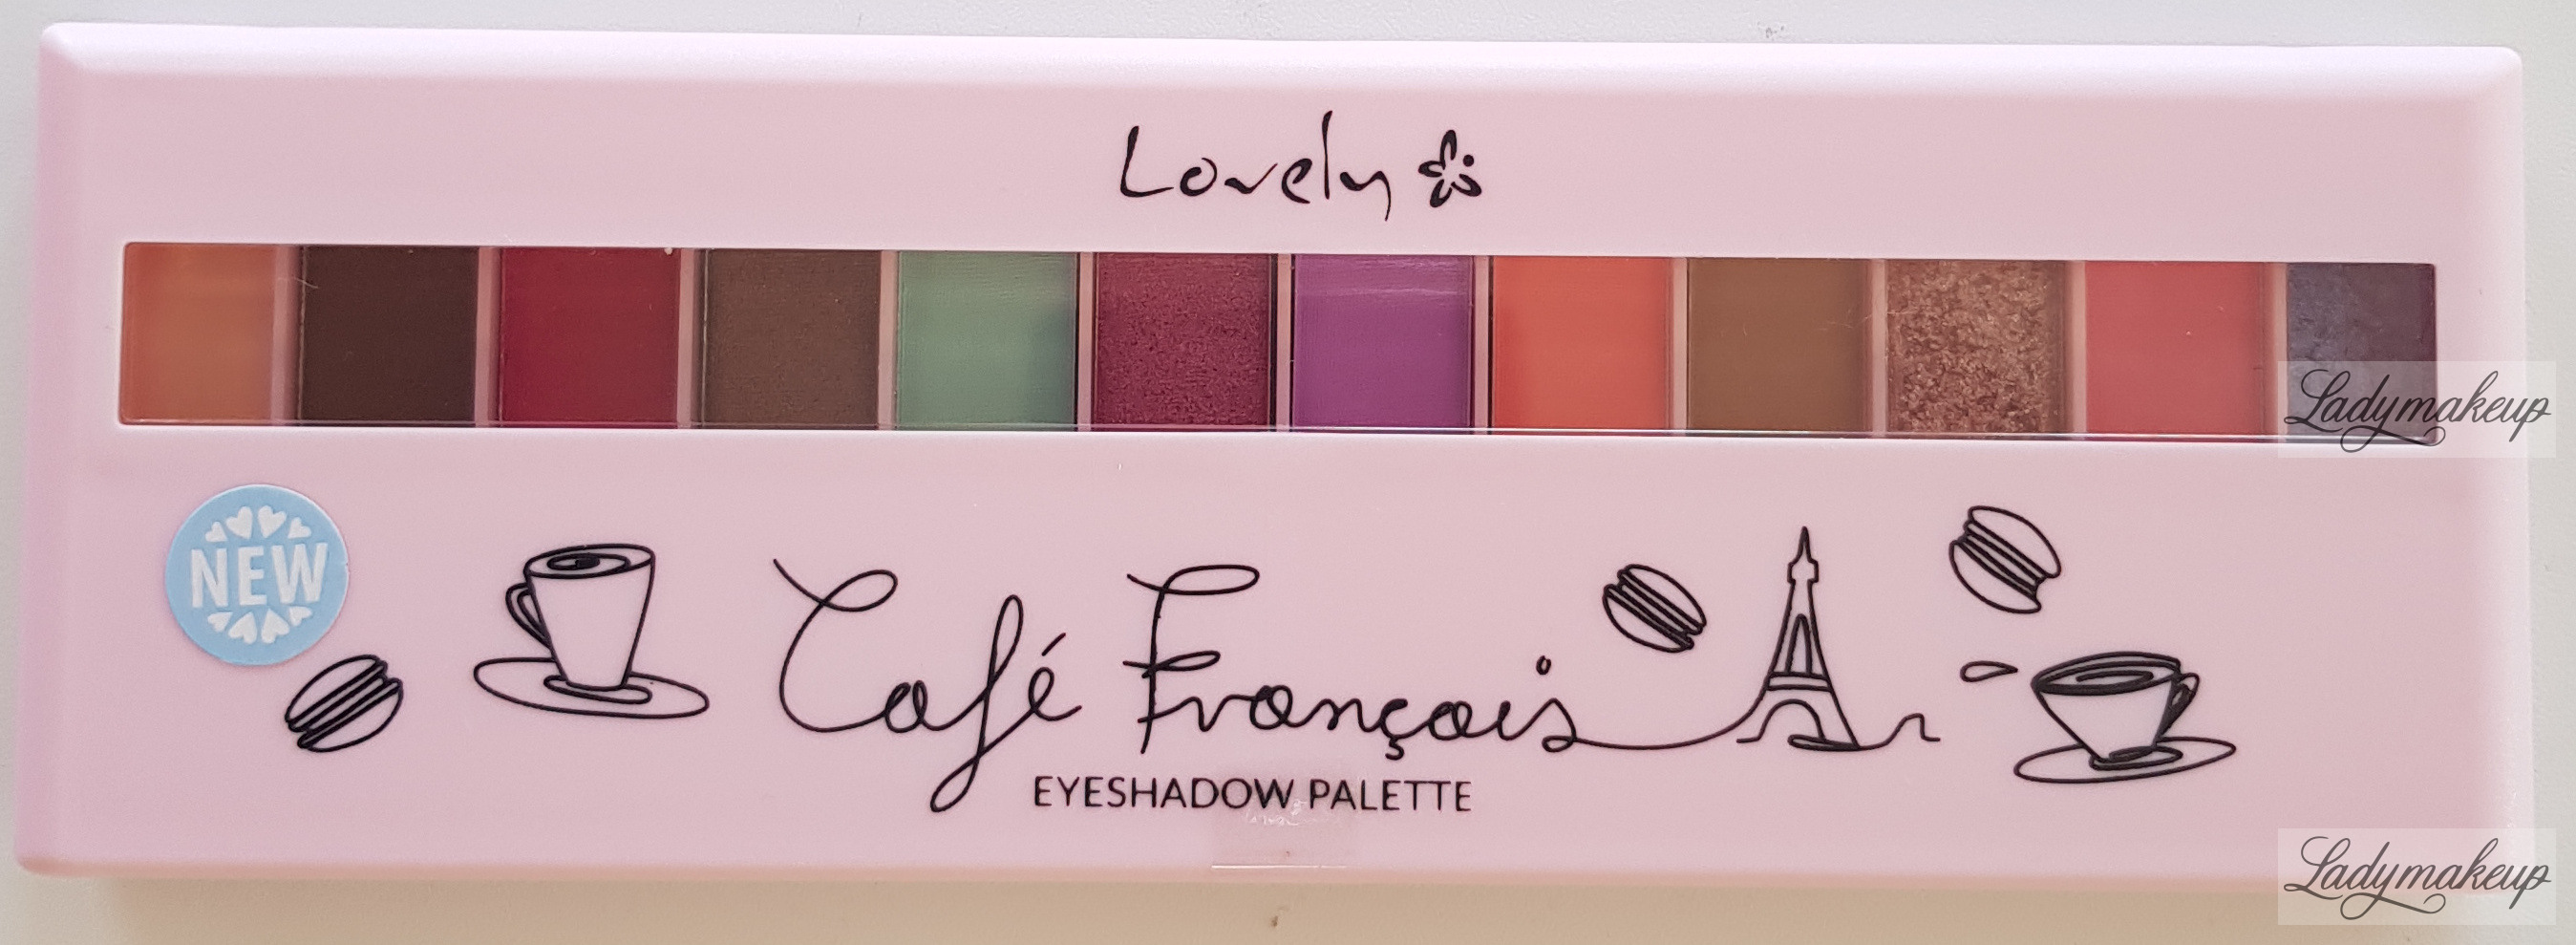 Lovely
Ladymakeup
NEW
Café Français
EYESHADOW PALETTE
Ladymakeup